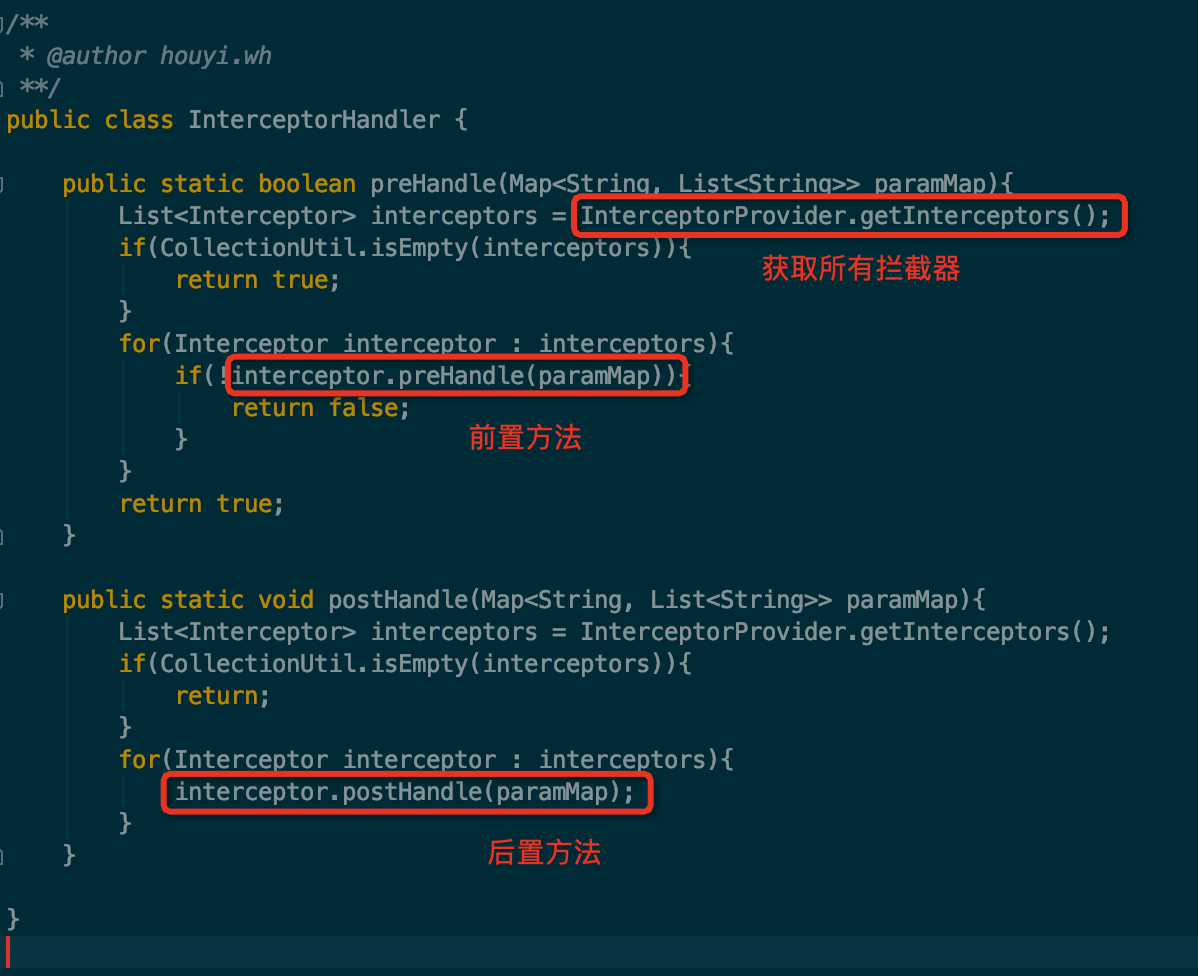 /**
 * @author houyi.wh
 **/
public class InterceptorHandler {
    public static boolean preHandle(Map<String, List<String>> paramMap){
        List<Interceptor> interceptors = InterceptorProvider.getInterceptors();
        if(CollectionUtil.isEmpty(interceptors)){
获取所有拦截器
            return true;
        }
        for(Interceptor interceptor : interceptors){
            if(!interceptor.preHandle(paramMap)){
                return false;
前置方法
            }
        }
        return true;
    }
    public static void postHandle(Map<String, List<String>> paramMap){
        List<Interceptor> interceptors = InterceptorProvider.getInterceptors();
        if(CollectionUtil.isEmpty(interceptors)){
            return;
        }
        for(Interceptor interceptor : interceptors){
            interceptor.postHandle(paramMap);
        }
后置方法
    }
}